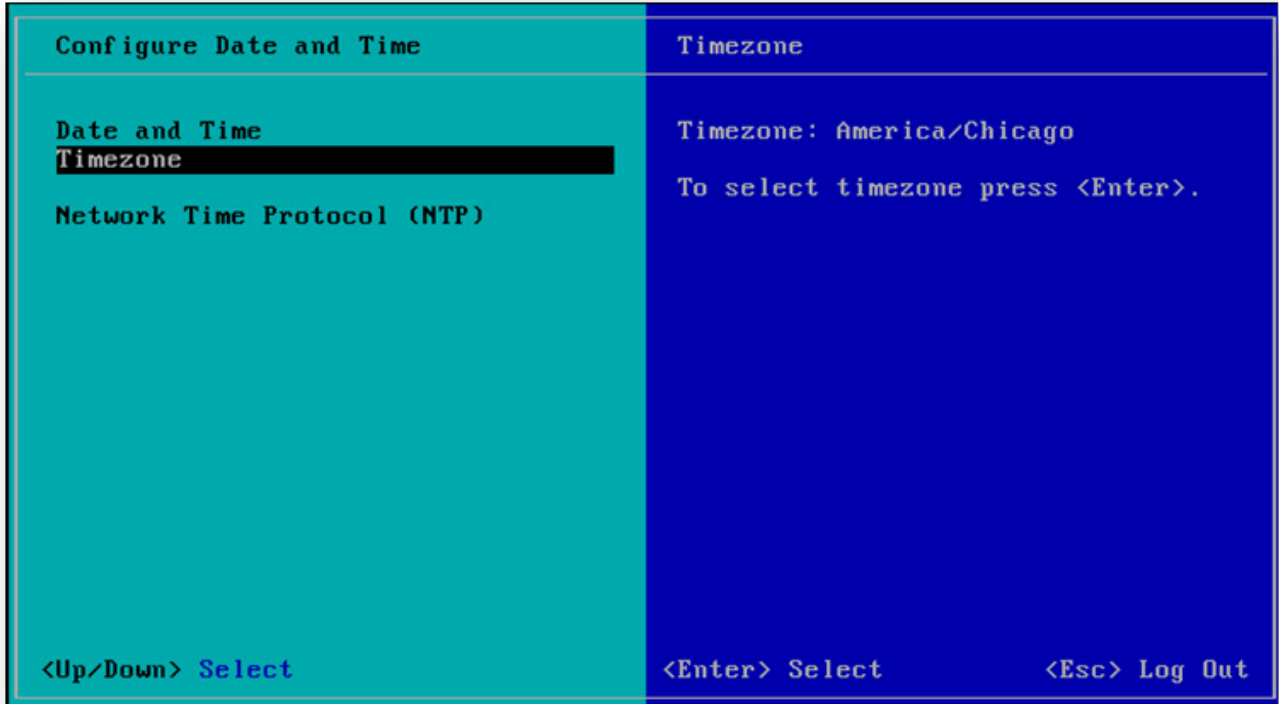 Configure Date and Time
Timezone
Date and Time
Timezone
Network Time Protocol (NTP)
Timezone: America/Chicago
To select timezone press <Enter>.
<Up/Down> Select
<Enter> Select
<Esc> Log Out